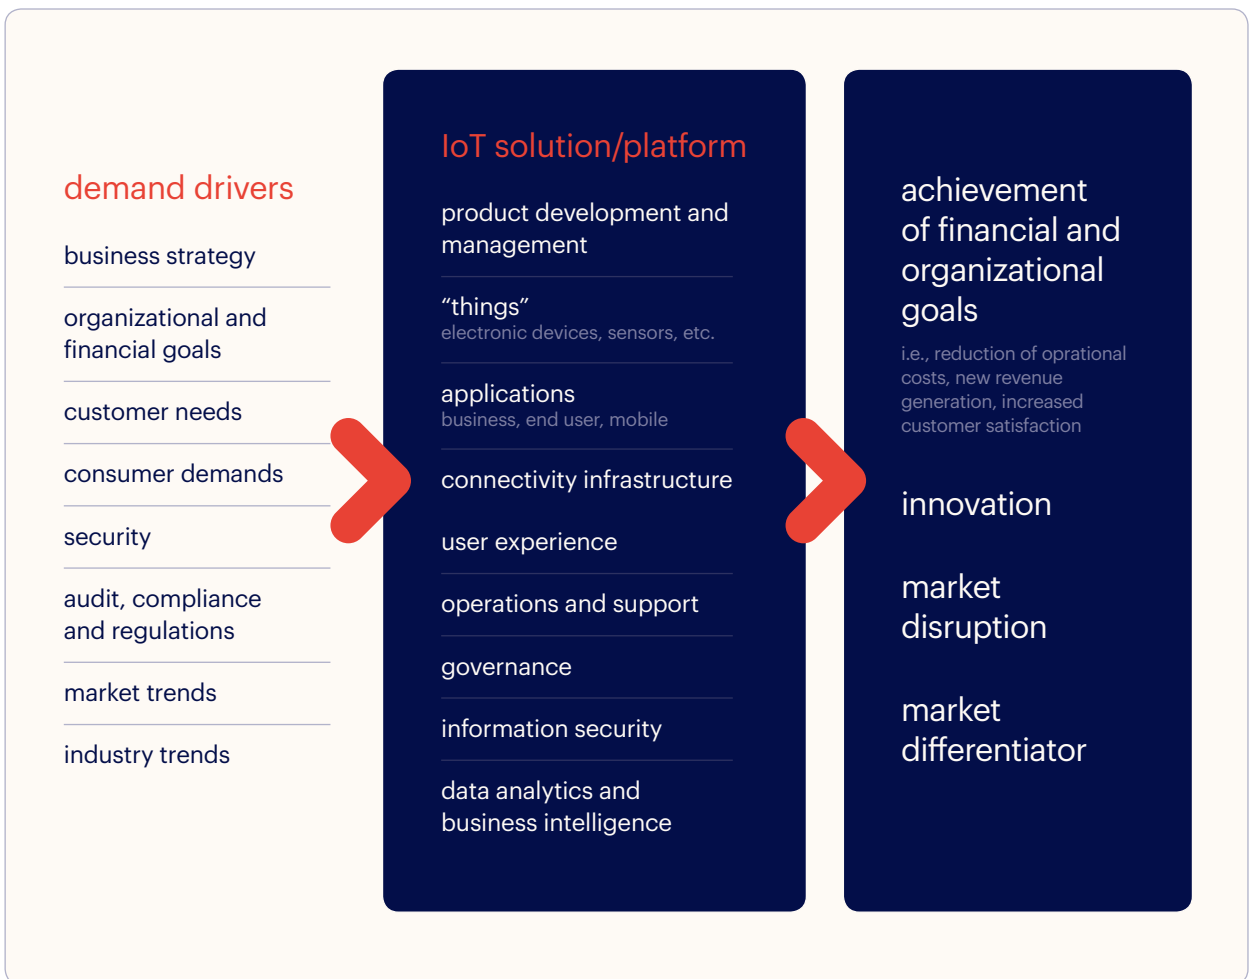 demand drivers
business strategy
organizational and
financial goals
customer needs
consumer demands
security
audit, compliance
and regulations
market trends
industry trends
IoT solution/platform
product development and
management
“things”
electronic devices, sensors, etc.
applications
business, end user, mobile
connectivity infrastructure
user experience
operations and support
governance
information security
data analytics and
business intelligence
achievement
of financial and
organizational
goals
i.e., reduction of oprational
costs, new revenue
generation, increased
customer satisfaction
innovation
market
disruption
market
differentiator